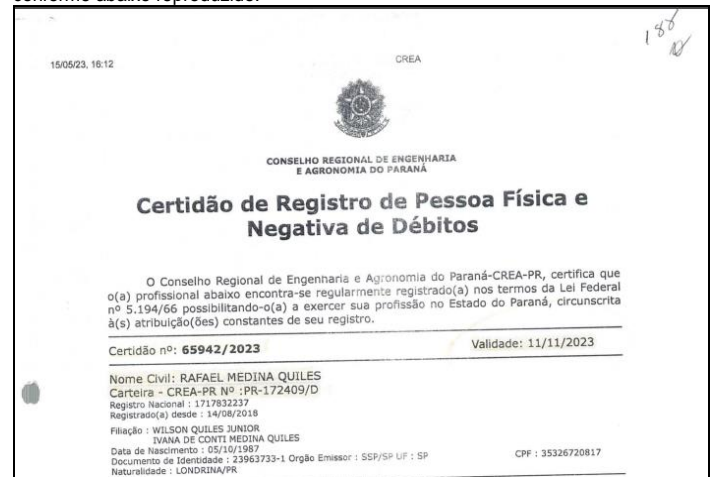 conforme abaixo reproduzido.
188
15/05/23, 16:12
CREA
CONSELHO REGIONAL DE ENGENHARIA
E AGRONOMIA DO PARANÁ
Certidão de Registro de Pessoa Física e
Negativa de Débitos
O Conselho Regional de Engenharia e Agronomia do Paraná-CREA-PR, certifica que
o(a) profissional abaixo encontra-se regularmente registrado(a) nos termos da Lei Federal
nº 5.194/66 possibilitando-o(a) a exercer sua profissão no Estado do Paraná, circunscrita
à(s) atribuição(ões) constantes de seu registro.
Certidão nº: 65942/2023 Validade: 11/11/2023
Nome Civil: RAFAEL MEDINA QUILES
Carteira - CREA-PR Nº :PR-172409/D
Registro Nacional : 1717832237
Registrado(a) desde : 14/08/2018
Filiação : WILSON QUILES JUNIOR
IVANA DE CONTI MEDINA QUILES
Data de Nascimento : 05/10/1987
Documento de Identidade : 23963733-1 Orgão Emissor : SSP/SP UF : SP CPF : 35326720817
Naturalidade : LONDRINA/PR